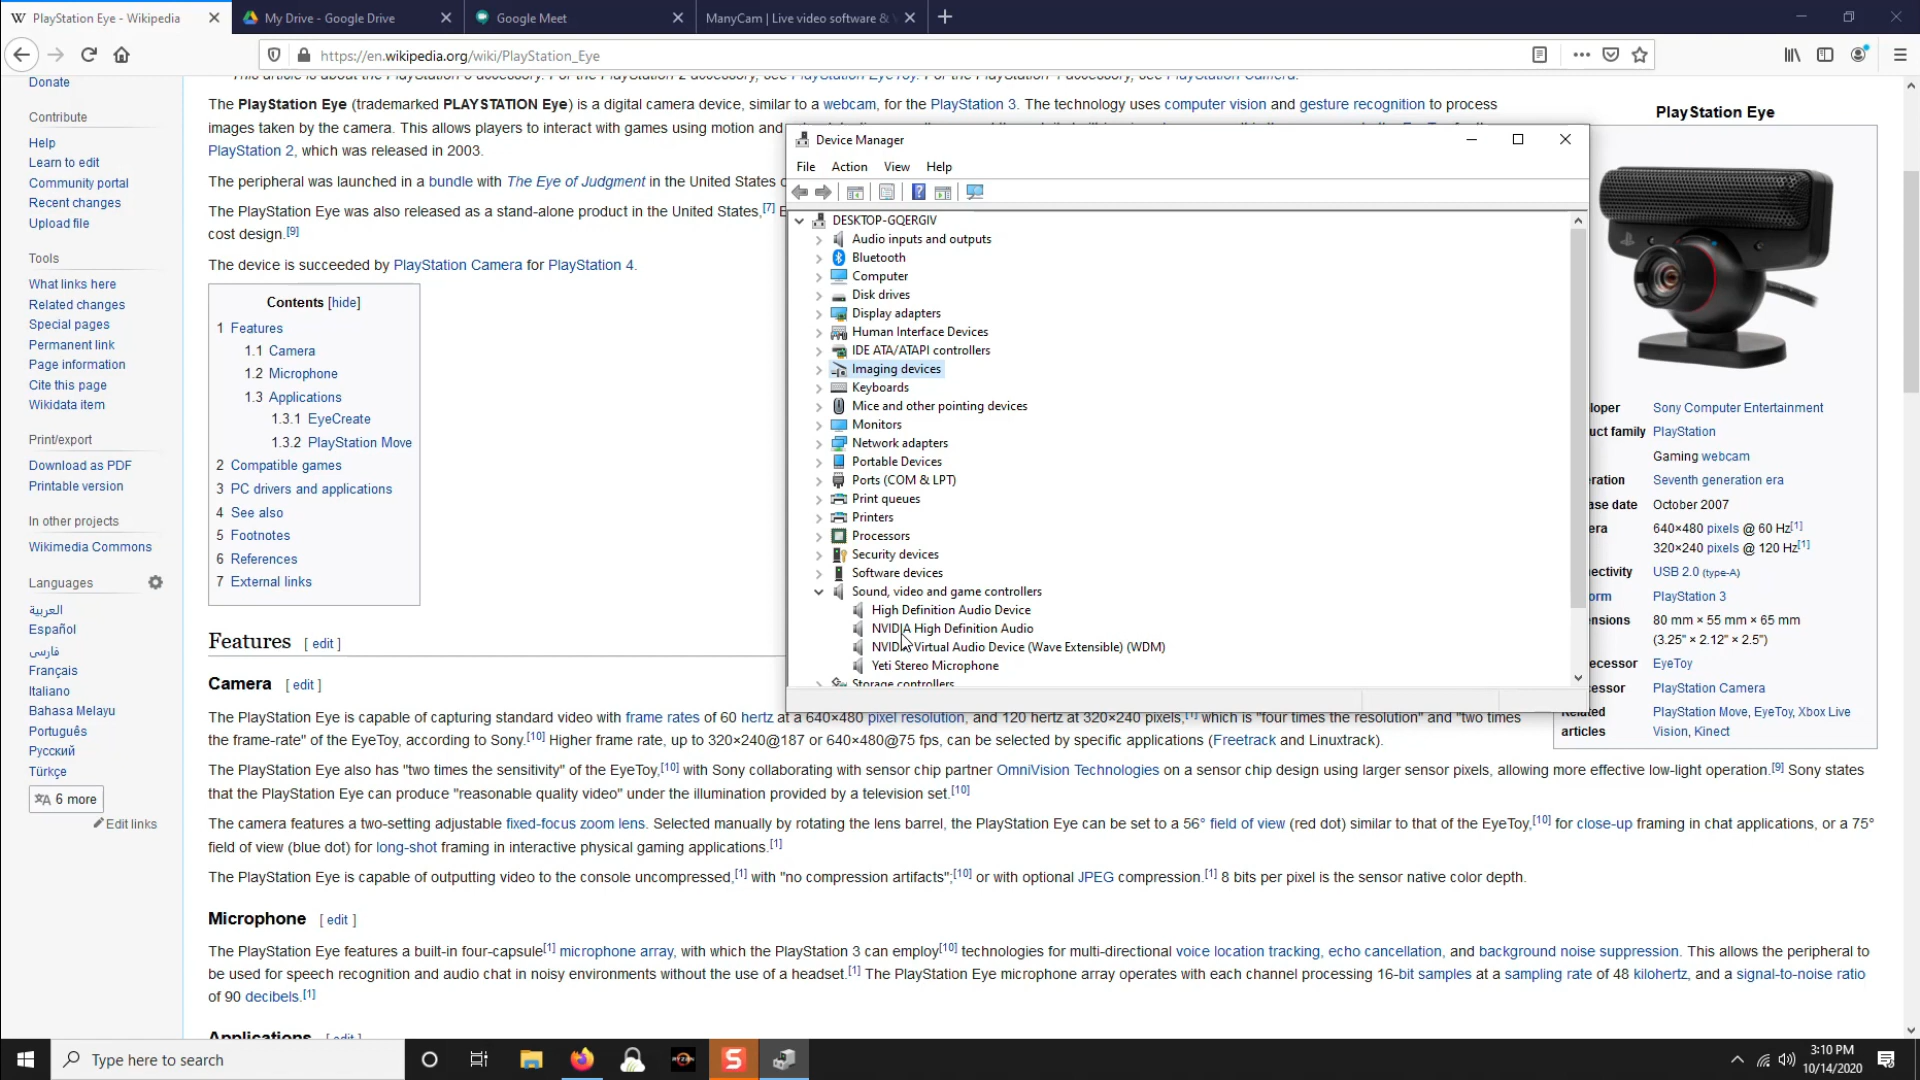 PlayStation Eye - Wikipedia
My Drive - Google Drive
Google Meet
ManyCam | Live video software &
https://en.wikipedia.org/wiki/PlayStation_Eye
Donate
Contribute
Help
Learn to edit
Community portal
Recent changes
Upload file
Tools
What links here
Related changes
Special pages
Permanent link
Page information
Cite this page
Wikidata item
Print/export
Download as PDF
Printable version
In other projects
Wikimedia Commons
Languages
العربية
Español
فارسی
Français
Italiano
Bahasa Melayu
Português
Русский
Türkçe
6 more
Edit links
The PlayStation Eye (trademarked PLAYSTATION Eye) is a digital camera device, similar to a webcam, for the PlayStation 3. The technology uses computer vision and gesture recognition to process
images taken by the camera. This allows players to interact with games using motion and
PlayStation 2, which was released in 2003.
The peripheral was launched in a bundle with The Eye of Judgment in the United States
The PlayStation Eye was also released as a stand-alone product in the United States,[7]
cost design.[9]
The device is succeeded by PlayStation Camera for PlayStation 4.
Contents [hide]
1 Features
1.1 Camera
1.2 Microphone
1.3 Applications
1.3.1 EyeCreate
1.3.2 PlayStation Move
2 Compatible games
3 PC drivers and applications
4 See also
5 Footnotes
6 References
7 External links
Features [ edit ]
Camera [ edit ]
The PlayStation Eye is capable of capturing standard video with frame rates of 60 hertz at a 640×480 pixel resolution, and 120 hertz at 320×240 pixels,[1] which is "four times the resolution" and "two times
the frame-rate" of the EyeToy, according to Sony.[10] Higher frame rate, up to 320×240@187 or 640×480@75 fps, can be selected by specific applications (Freetrack and Linuxtrack).
The PlayStation Eye also has "two times the sensitivity" of the EyeToy,[10] with Sony collaborating with sensor chip partner OmniVision Technologies on a sensor chip design using larger sensor pixels, allowing more effective low-light operation.[9] Sony states
that the PlayStation Eye can produce "reasonable quality video" under the illumination provided by a television set.[10]
The camera features a two-setting adjustable fixed-focus zoom lens. Selected manually by rotating the lens barrel, the PlayStation Eye can be set to a 56° field of view (red dot) similar to that of the EyeToy,[10] for close-up framing in chat applications, or a 75°
field of view (blue dot) for long-shot framing in interactive physical gaming applications.[1]
The PlayStation Eye is capable of outputting video to the console uncompressed,[1] with "no compression artifacts";[10] or with optional JPEG compression.[1] 8 bits per pixel is the sensor native color depth.
Microphone [ edit ]
The PlayStation Eye features a built-in four-capsule[1] microphone array, with which the PlayStation 3 can employ[10] technologies for multi-directional voice location tracking, echo cancellation, and background noise suppression. This allows the peripheral to
be used for speech recognition and audio chat in noisy environments without the use of a headset.[1] The PlayStation Eye microphone array operates with each channel processing 16-bit samples at a sampling rate of 48 kilohertz, and a signal-to-noise ratio
of 90 decibels.[1]
Applications [ edit ]
Device Manager
File Action View Help
DESKTOP-GQERGIV
Audio inputs and outputs
Bluetooth
Computer
Disk drives
Display adapters
Human Interface Devices
IDE ATA/ATAPI controllers
Imaging devices
Keyboards
Mice and other pointing devices
Monitors
Network adapters
Portable Devices
Ports (COM & LPT)
Print queues
Printers
Processors
Security devices
Software devices
Sound, video and game controllers
High Definition Audio Device
NVIDIA High Definition Audio
NVIDIA Virtual Audio Device (Wave Extensible) (WDM)
Yeti Stereo Microphone
Storage controllers
PlayStation Eye
loper Sony Computer Entertainment
uct family PlayStation
Gaming webcam
ration Seventh generation era
ase date October 2007
era 640×480 pixels @ 60 Hz[1]
320×240 pixels @ 120 Hz[1]
ectivity USB 2.0 (type-A)
orm PlayStation 3
nsions 80 mm × 55 mm × 65 mm
(3.25" × 2.12" × 2.5")
ecessor EyeToy
essor PlayStation Camera
Related PlayStation Move, EyeToy, Xbox Live
articles Vision, Kinect
Type here to search
RYZEN
3:10 PM
10/14/2020